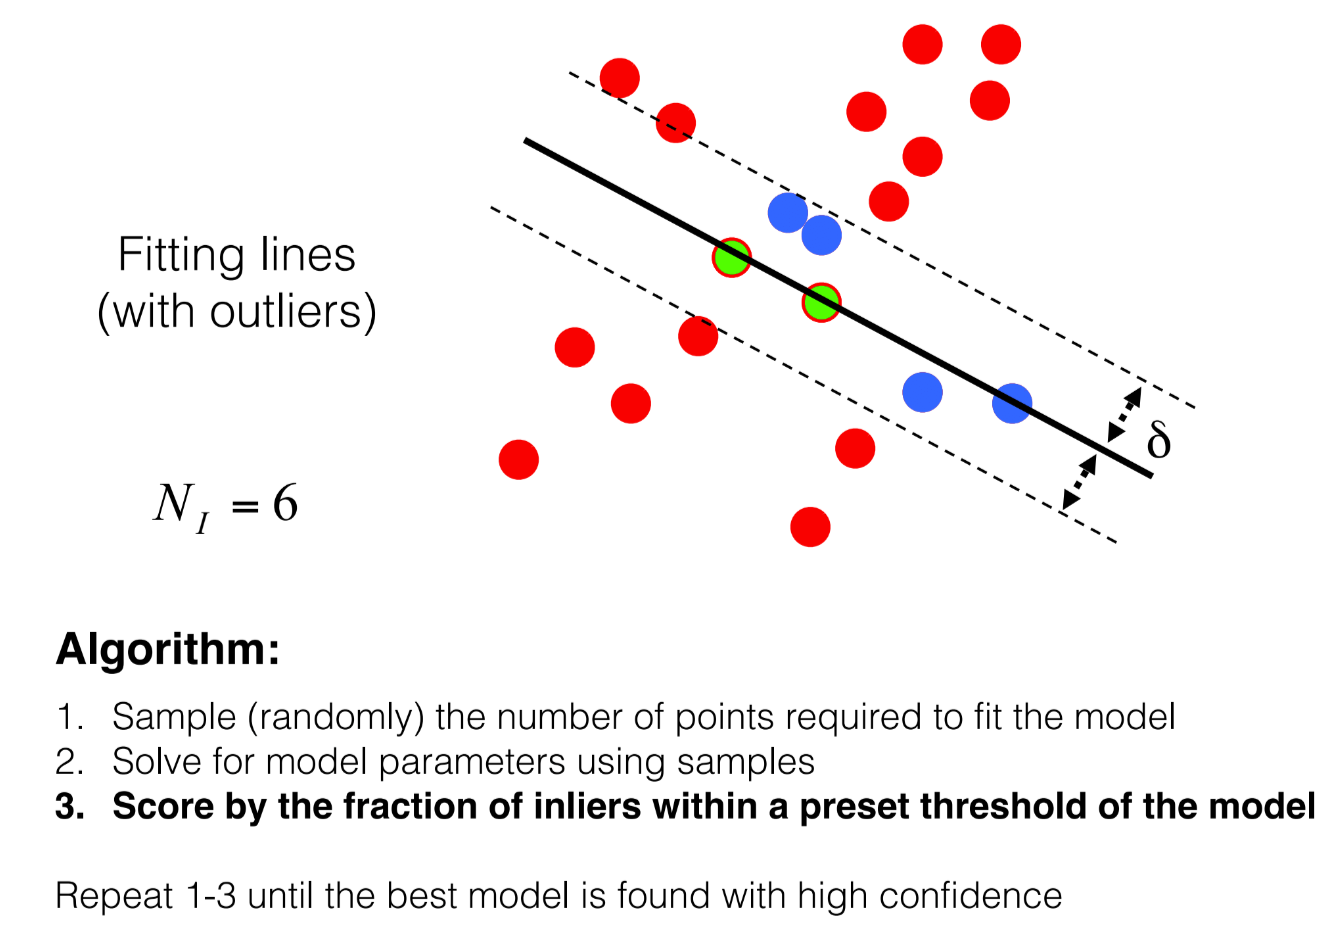 Fitting lines
(with outliers)
δ
N_I = 6
Algorithm:
1. Sample (randomly) the number of points required to fit the model
2. Solve for model parameters using samples
3. Score by the fraction of inliers within a preset threshold of the model
Repeat 1-3 until the best model is found with high confidence